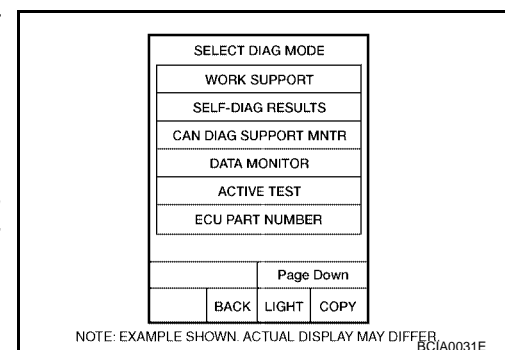 SELECT DIAG MODE
WORK SUPPORT
SELF-DIAG RESULTS
CAN DIAG SUPPORT MNTR
DATA MONITOR
ACTIVE TEST
ECU PART NUMBER
Page Down
BACK LIGHT COPY
NOTE: EXAMPLE SHOWN. ACTUAL DISPLAY MAY DIFFER.
BCIA0031E